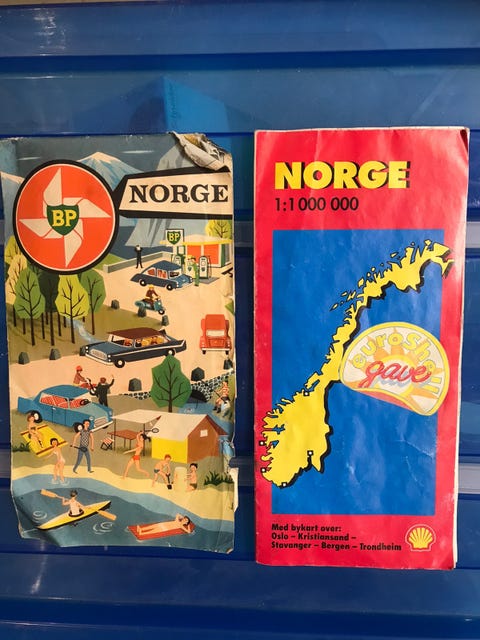 BP
NORGE
BP
NORGE
1:1 000 000
euroShell
gave
Med bykart over:
Oslo – Kristiansand –
Stavanger – Bergen – Trondheim